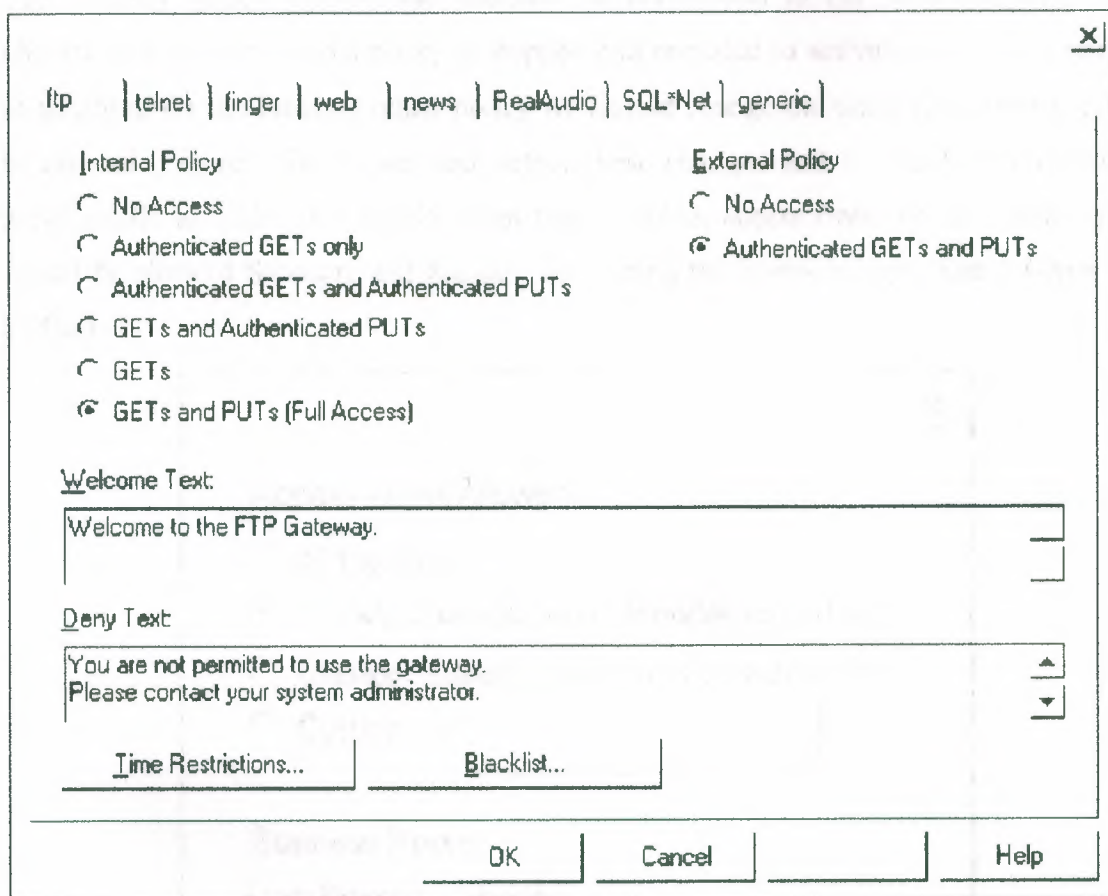 ftp telnet finger web news RealAudio SQL*Net generic
Internal Policy
No Access
Authenticated GETs only
Authenticated GETs and Authenticated PUTs
GETs and Authenticated PUTs
GETs
GETs and PUTs (Full Access)
External Policy
No Access
Authenticated GETs and PUTs
Welcome Text:
Welcome to the FTP Gateway.
Deny Text:
You are not permitted to use the gateway.
Please contact your system administrator.
Time Restrictions... Blacklist...
OK Cancel Help